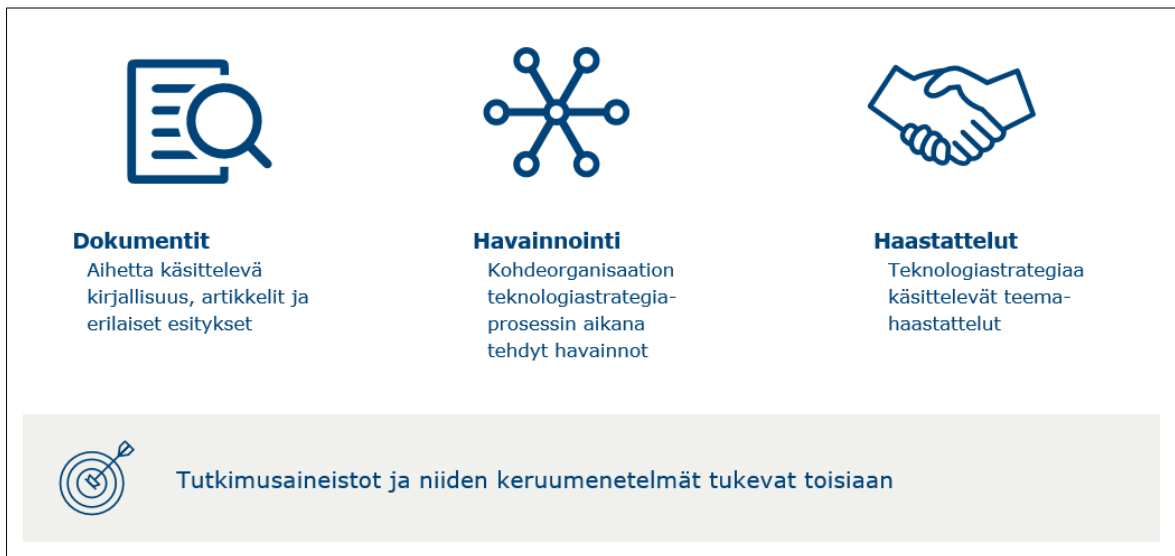 Dokumentit
Aihetta käsittelevä
kirjallisuus, artikkelit ja
erilaiset esitykset
Havainnointi
Kohdeorganisaation
teknologiastrategia-
prosessin aikana
tehdyt havainnot
Haastattelut
Teknologiastrategiaa
käsittelevät teema-
haastattelut
Tutkimusaineistot ja niiden keruumenetelmät tukevat toisiaan